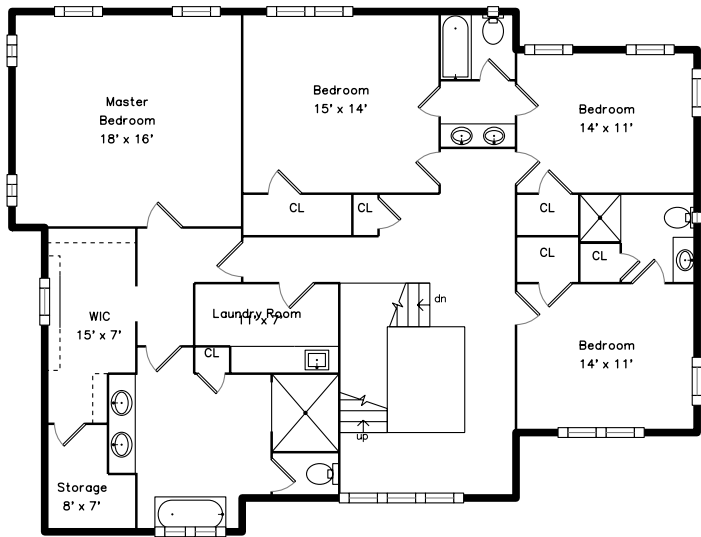 Master
Bedroom
18' x 16'
Bedroom
15' x 14'
Bedroom
14' x 11'
CL
CL
CL
CL
CL
WIC
15' x 7'
Laundry Room
11' x 7'
dn
CL
Bedroom
14' x 11'
up
Storage
8' x 7'